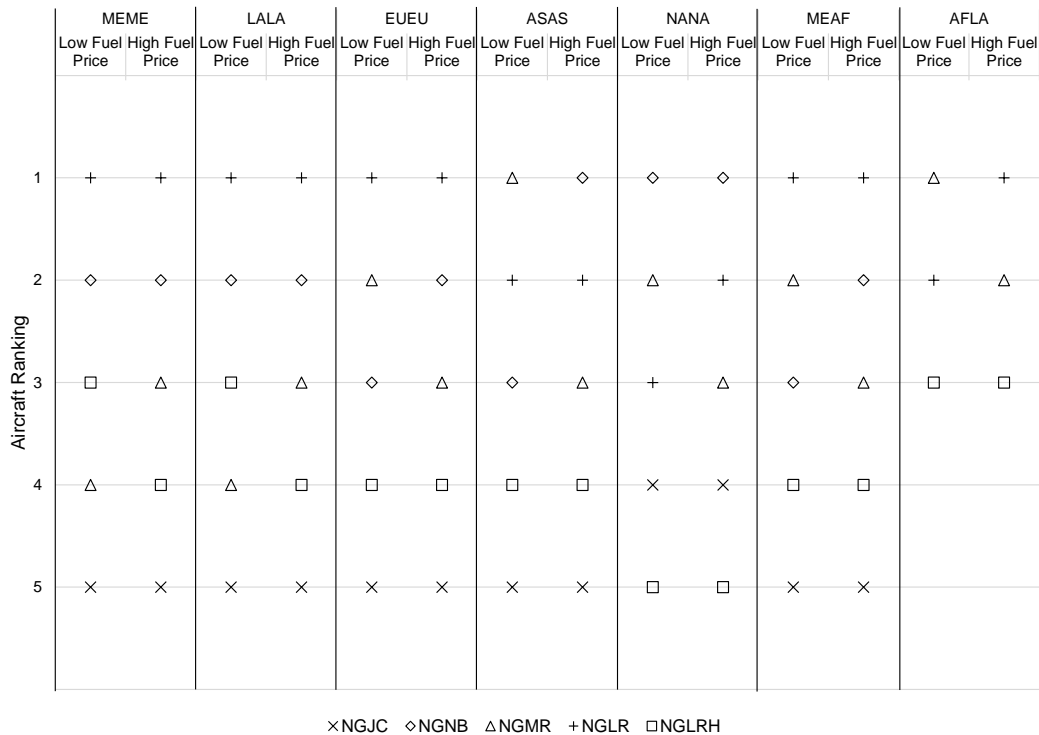 MEME LALA EUEU ASAS NANA MEAF AFLA
Low Fuel Price High Fuel Price Low Fuel Price High Fuel Price Low Fuel Price High Fuel Price Low Fuel Price High Fuel Price Low Fuel Price High Fuel Price Low Fuel Price High Fuel Price Low Fuel Price High Fuel Price
Aircraft Ranking
1
2
3
4
5
NGJC NGNB NGMR NGLR NGLRH